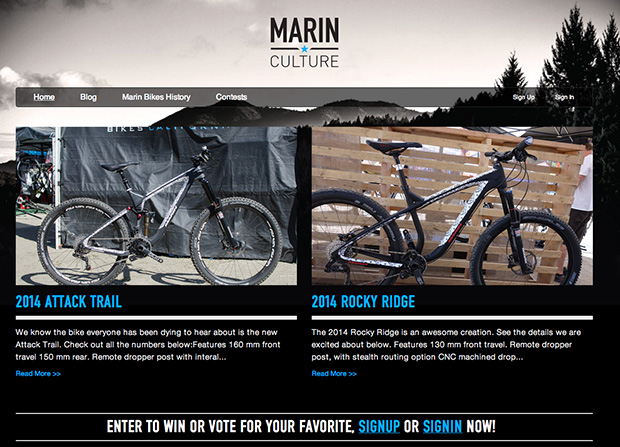 MARIN
CULTURE
Home Blog Marin Bikes History Contests Sign Up Sign In
BIKES CALIFORNIA
2014 ATTACK TRAIL
We know the bike everyone has been dying to hear about is the new
Attack Trail. Check out all the numbers below:Features 160 mm front
travel 150 mm rear. Remote dropper post with interal...
Read More >>
2014 ROCKY RIDGE
The 2014 Rocky Ridge is an awesome creation. See the details we are
excited about below. Features 130 mm front travel. Remote dropper
post, with stealth routing option CNC machined drop...
Read More >>
ENTER TO WIN OR VOTE FOR YOUR FAVORITE, SIGNUP OR SIGNIN NOW!